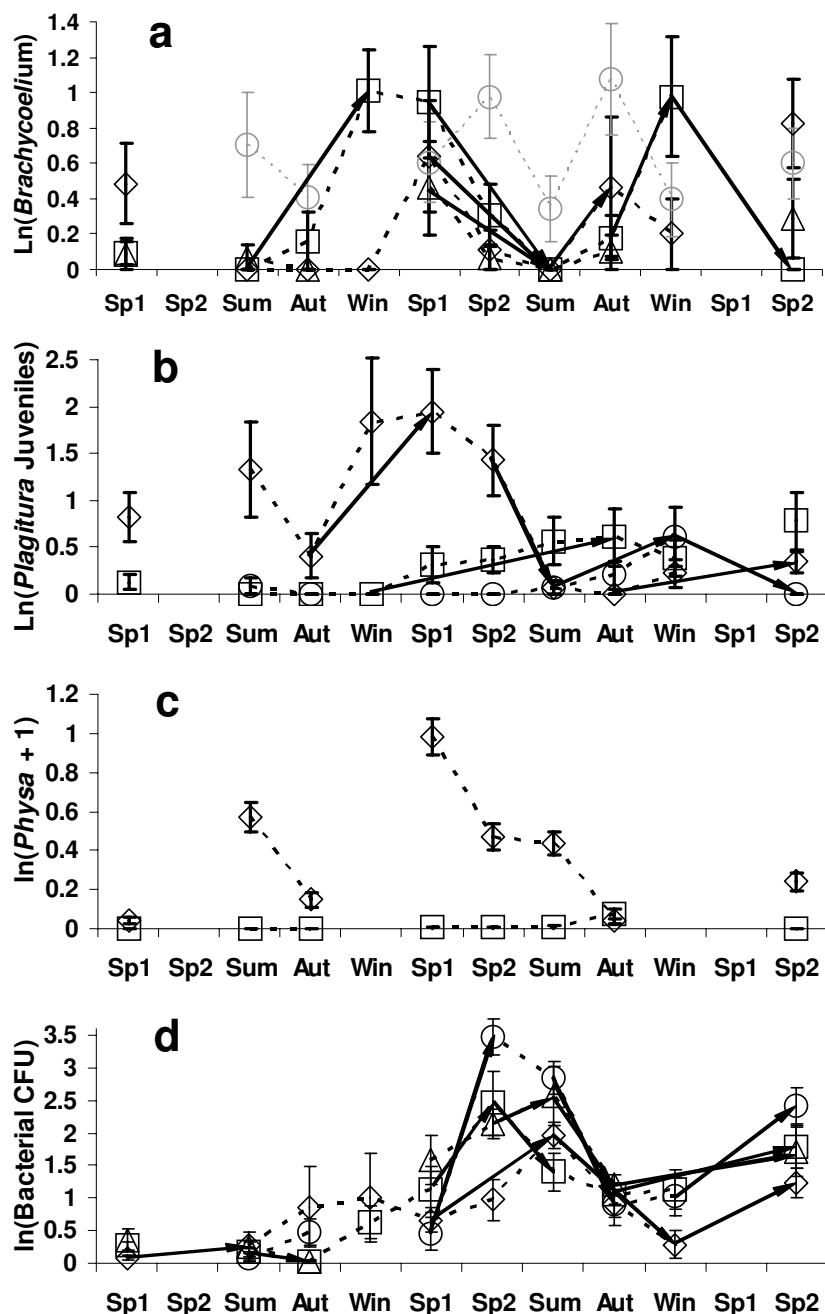 a
Ln(Brachycoelium)
1.4
1.2
1
0.8
0.6
0.4
0.2
0
Sp1 Sp2 Sum Aut Win Sp1 Sp2 Sum Aut Win Sp1 Sp2
b
Ln(Plagitura Juveniles)
2.5
2
1.5
1
0.5
0
Sp1 Sp2 Sum Aut Win Sp1 Sp2 Sum Aut Win Sp1 Sp2
c
ln(Physa + 1)
1.2
1
0.8
0.6
0.4
0.2
0
Sp1 Sp2 Sum Aut Win Sp1 Sp2 Sum Aut Win Sp1 Sp2
d
ln(Bacterial CFU)
3.5
3
2.5
2
1.5
1
0.5
0
Sp1 Sp2 Sum Aut Win Sp1 Sp2 Sum Aut Win Sp1 Sp2